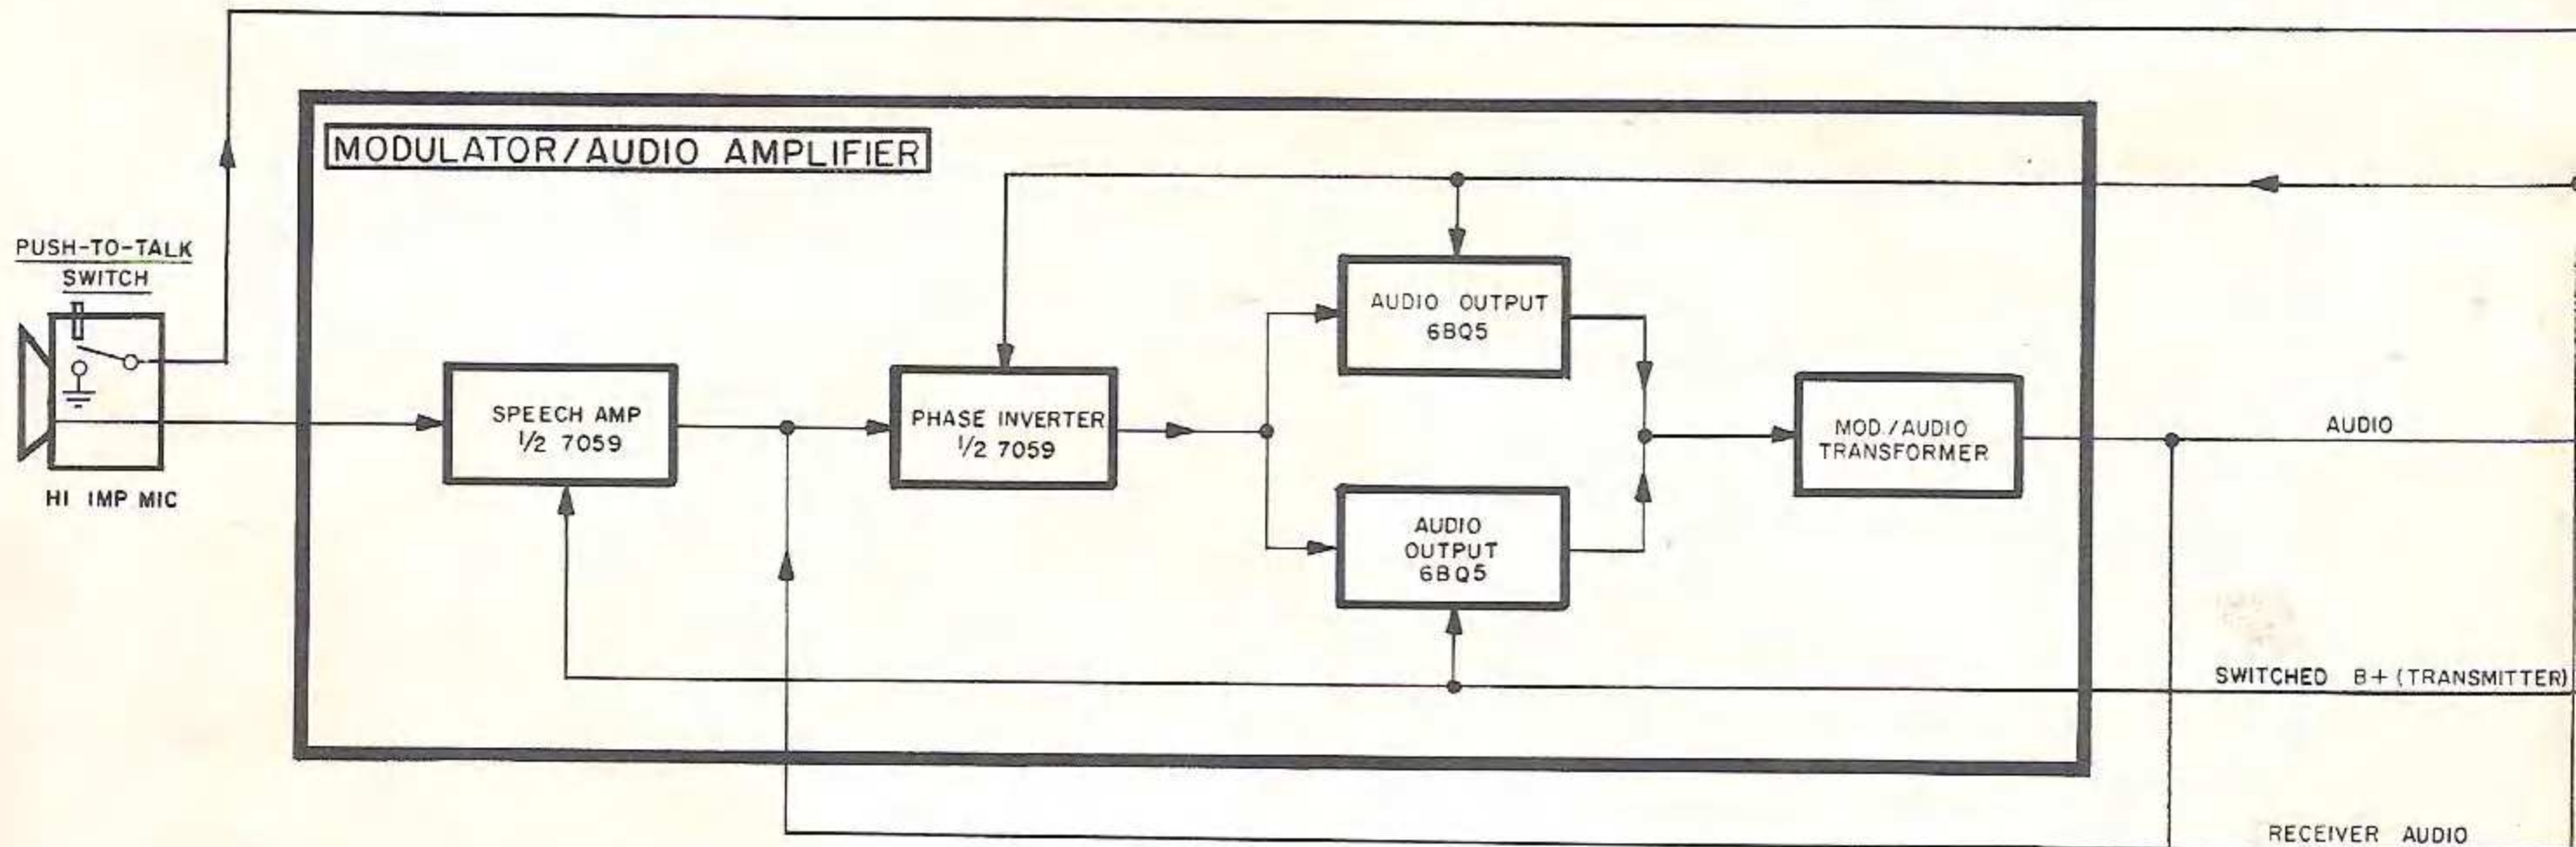 MODULATOR/AUDIO AMPLIFIER
PUSH-TO-TALK
SWITCH
HI IMP MIC
SPEECH AMP
1/2 7059
PHASE INVERTER
1/2 7059
AUDIO OUTPUT
6BQ5
AUDIO
OUTPUT
6BQ5
MOD./AUDIO
TRANSFORMER
AUDIO
SWITCHED B+(TRANSMITTER)
RECEIVER AUDIO